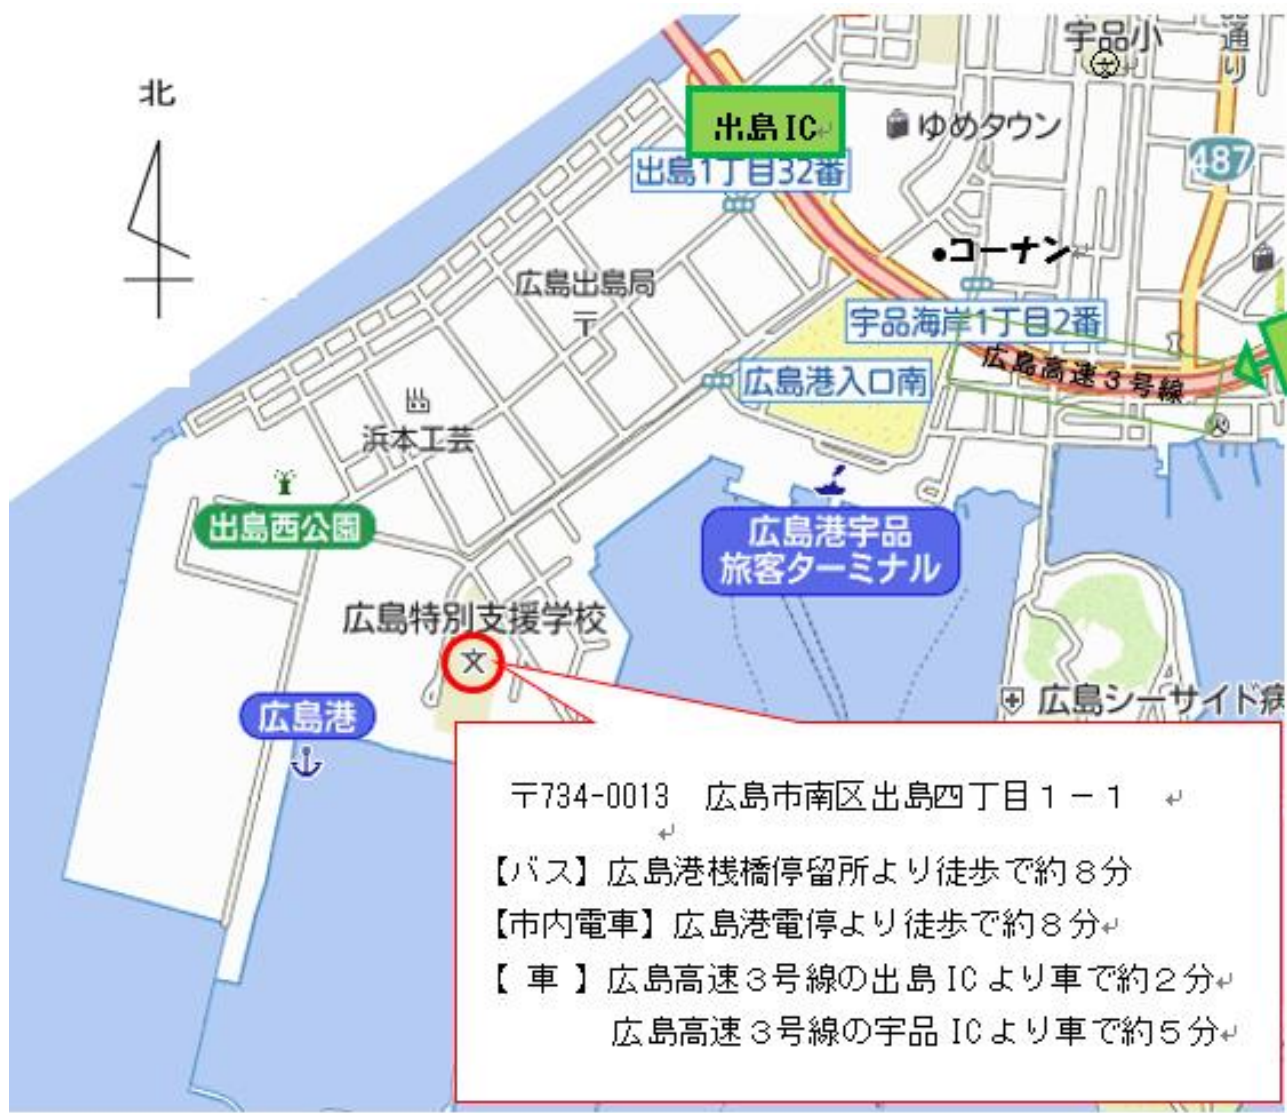 北
宇品小
文
通り
出島IC
ゆめタウン
出島1丁目32番
487
コーナン
広島出島局
〒
宇品海岸1丁目2番
広島高速3号線
広島港入口南
浜本工芸
出島西公園
広島港宇品
旅客ターミナル
広島特別支援学校
文
広島港
広島シーサイド病
〒734-0013 広島市南区出島四丁目1-1
【バス】広島港桟橋停留所より徒歩で約8分
【市内電車】広島港電停より徒歩で約8分
【 車 】広島高速3号線の出島ICより車で約2分
広島高速3号線の宇品ICより車で約5分